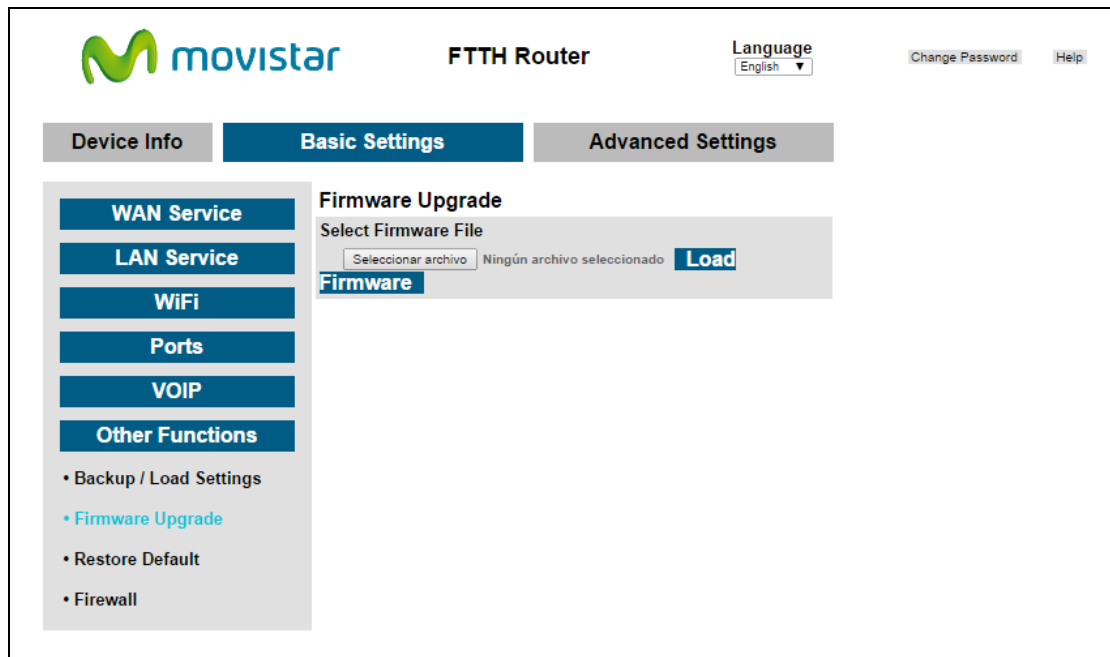 movistar
FTTH Router
Language
English ▼
Change Password
Help
Device Info
Basic Settings
Advanced Settings
WAN Service
LAN Service
WiFi
Ports
VOIP
Other Functions
• Backup / Load Settings
• Firmware Upgrade
• Restore Default
• Firewall
Firmware Upgrade
Select Firmware File
Seleccionar archivo Ningún archivo seleccionado Load
Firmware